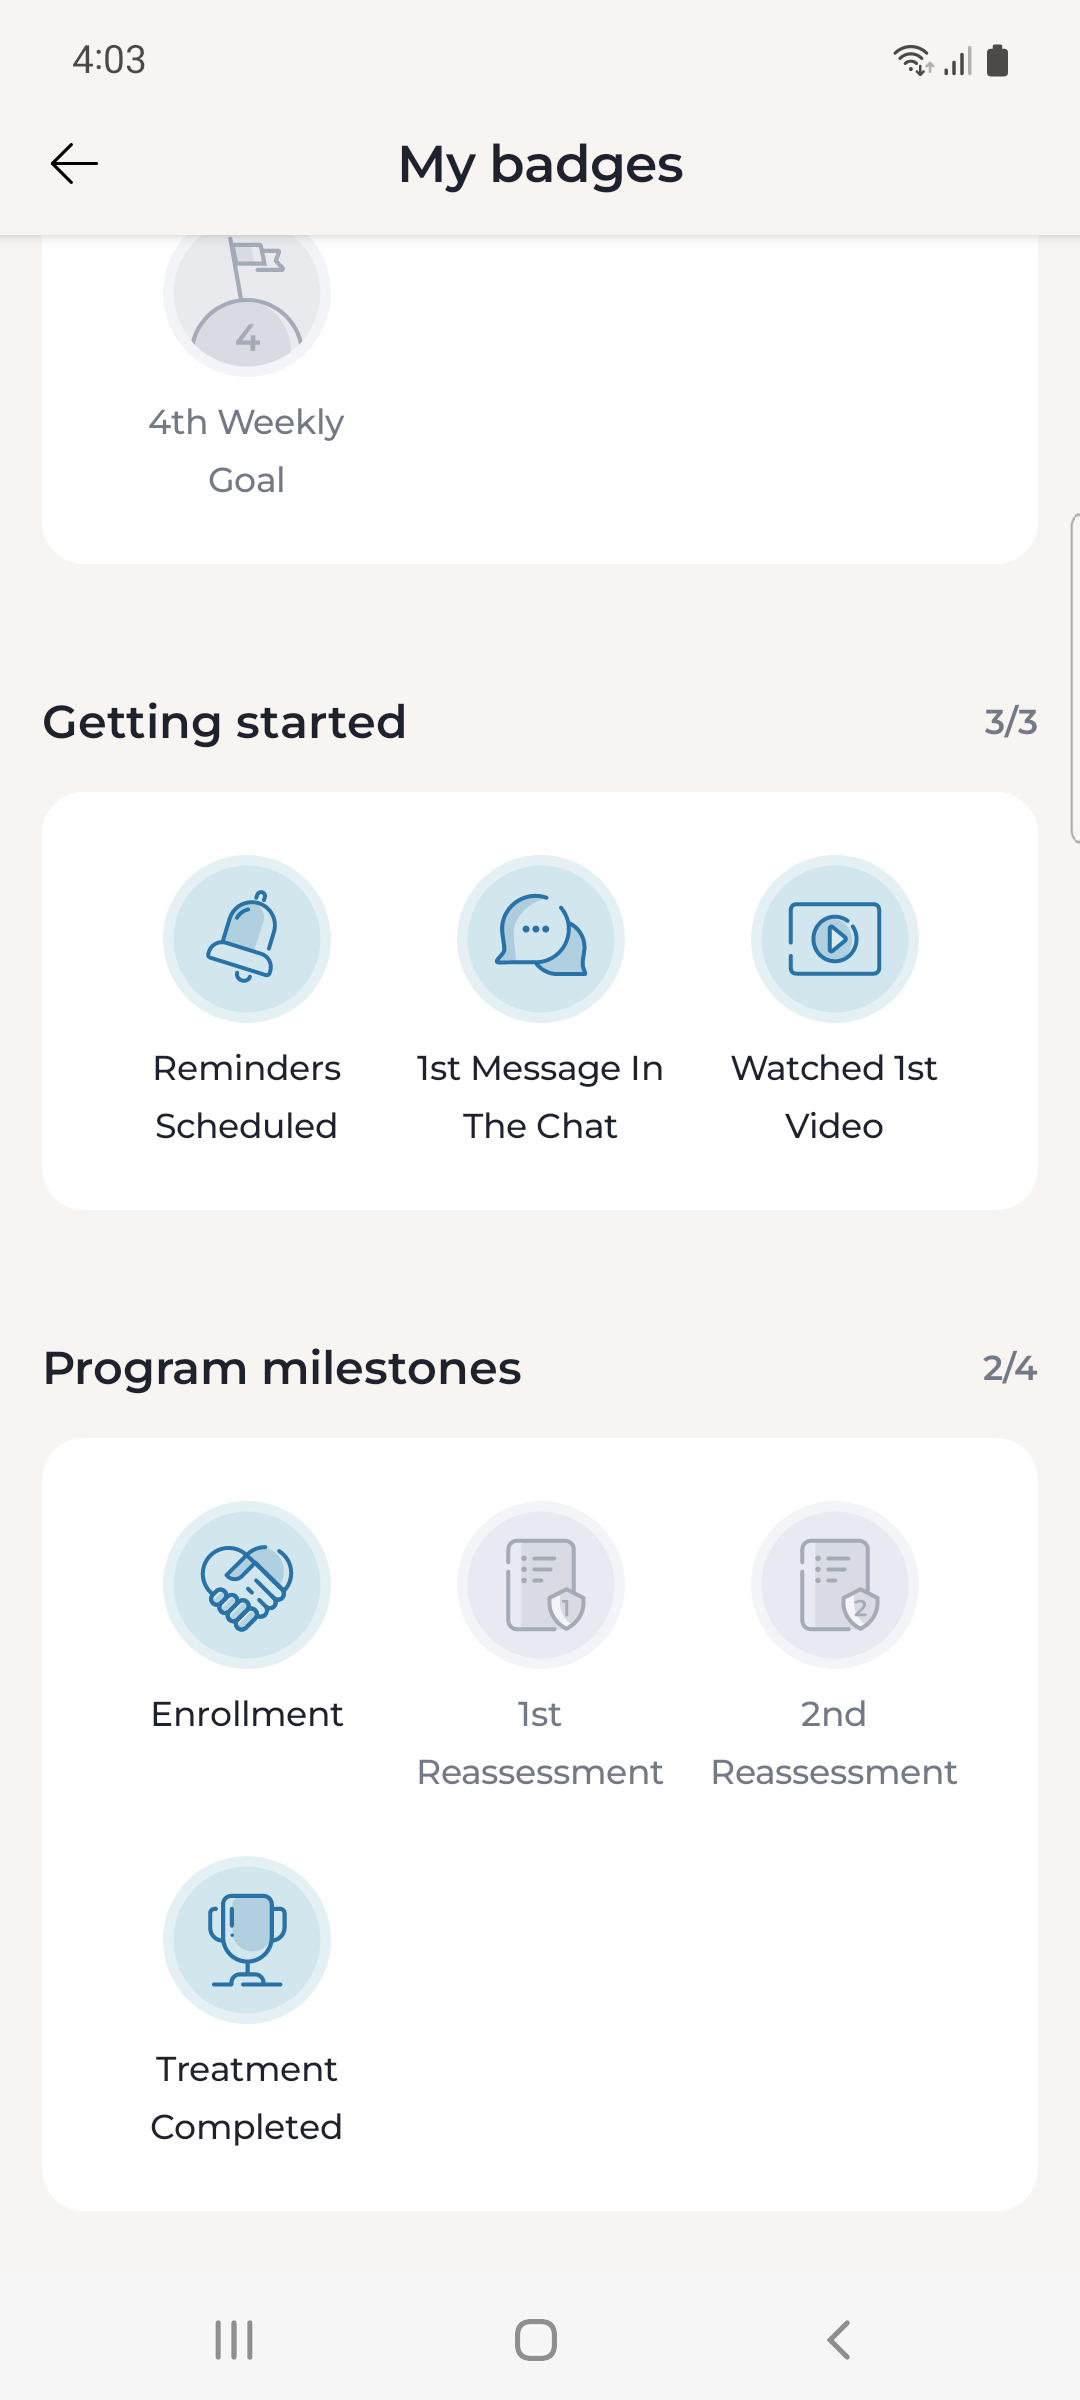 4:03
My badges
4
4th Weekly
Goal
Getting started
3/3
Reminders
Scheduled
1st Message In
The Chat
Watched 1st
Video
Program milestones
2/4
Enrollment
1
1st
Reassessment
2
2nd
Reassessment
Treatment
Completed